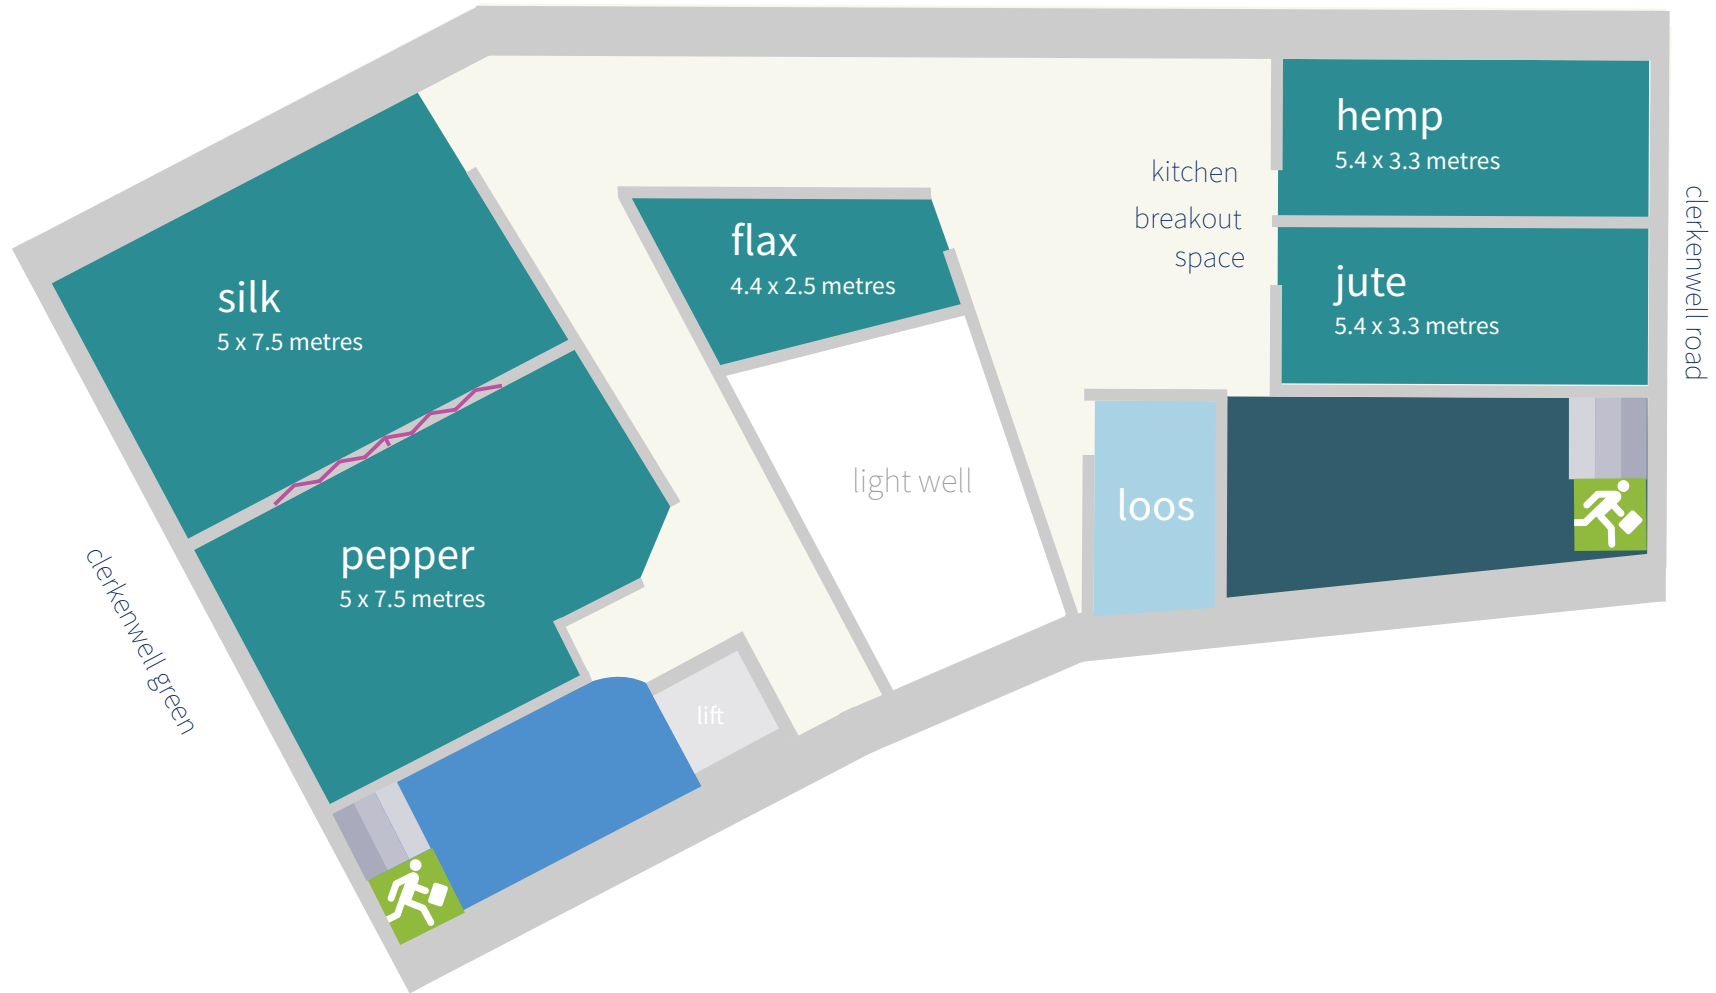 silk
5 x 7.5 metres
pepper
5 x 7.5 metres
clerkenwell green
lift
flax
4.4 x 2.5 metres
light well
kitchen
breakout
space
loos
hemp
5.4 x 3.3 metres
jute
5.4 x 3.3 metres
clerkenwell road